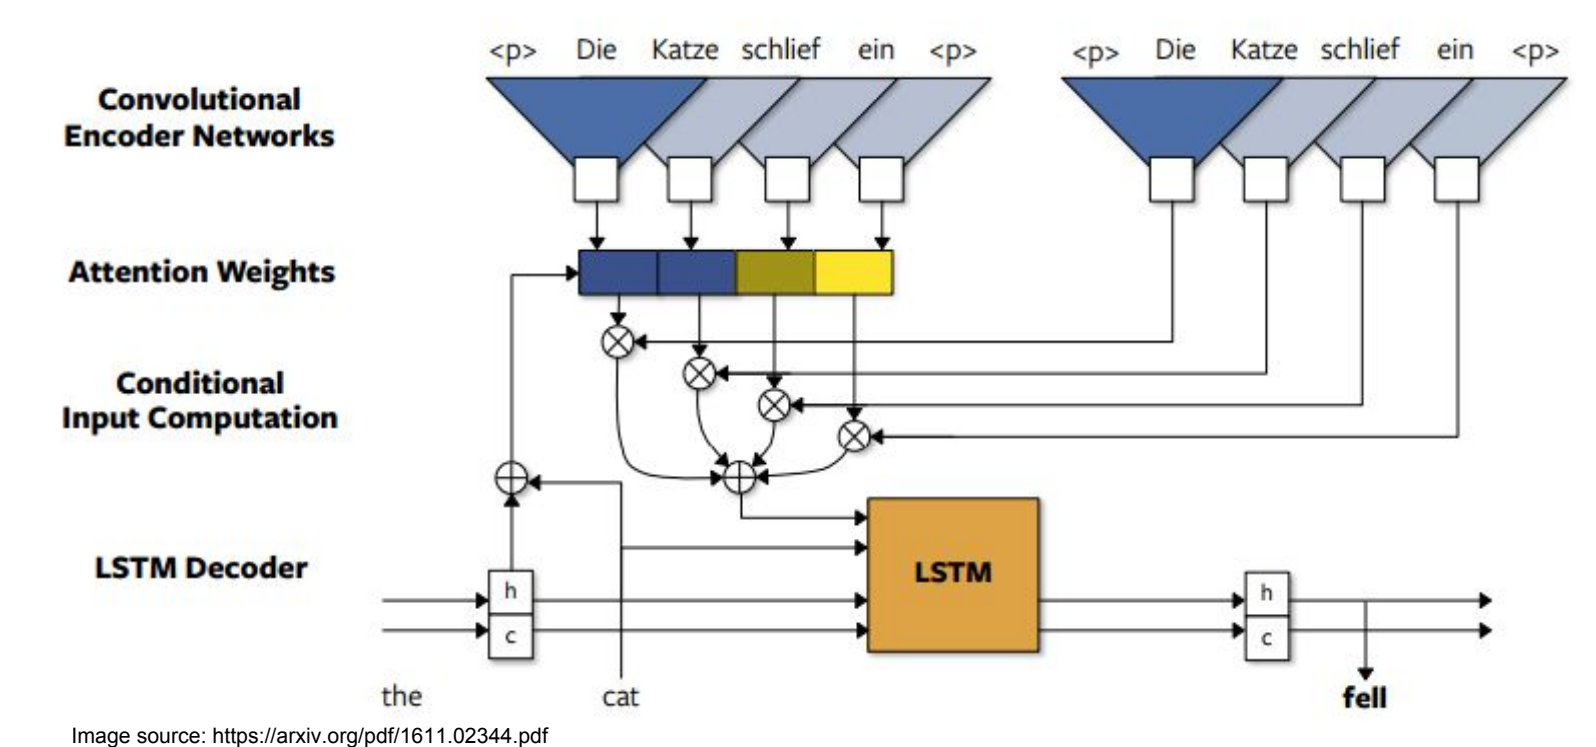 <p> Die Katze schlief ein <p>
<p> Die Katze schlief ein <p>
Convolutional
Encoder Networks
Attention Weights
Conditional
Input Computation
LSTM Decoder
h
c
LSTM
h
c
the
cat
fell
Image source: https://arxiv.org/pdf/1611.02344.pdf